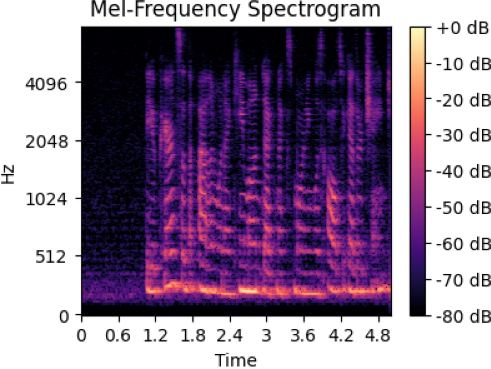 Mel-Frequency Spectrogram
+0 dB
-10 dB
-20 dB
-30 dB
-40 dB
-50 dB
-60 dB
-70 dB
-80 dB
4096
2048
1024
512
0
Hz
0 0.6 1.2 1.8 2.4 3 3.6 4.2 4.8
Time